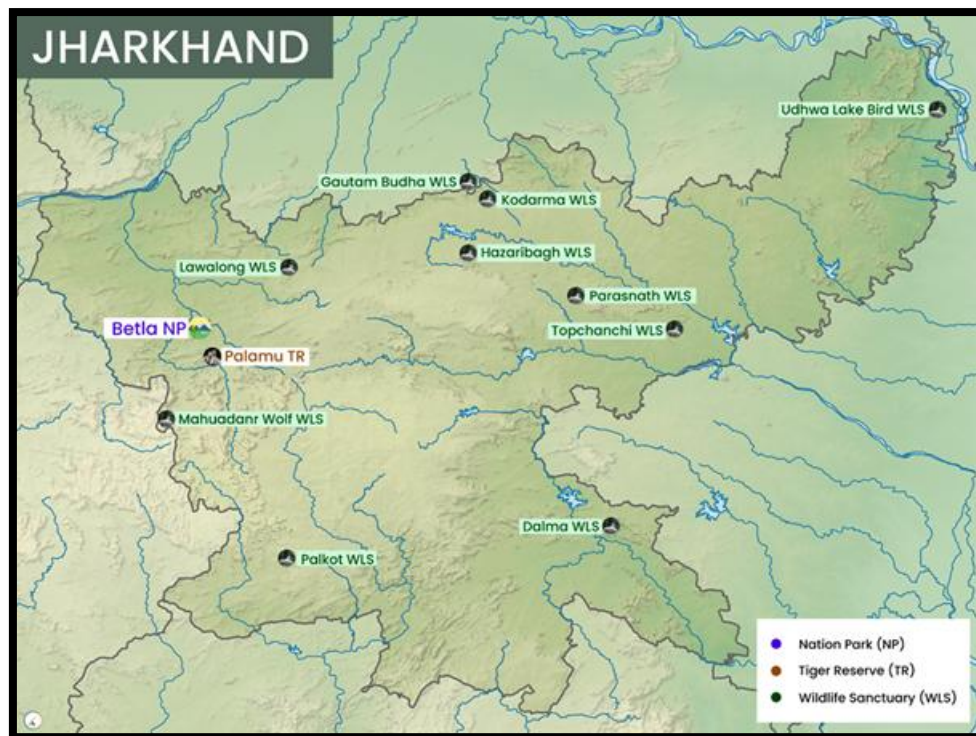 JHARKHAND
Udhwa Lake Bird WLS
Gautam Budha WLS
Kodarma WLS
Hazaribagh WLS
Lawalong WLS
Parasnath WLS
Betla NP
Topchanchi WLS
Palamu TR
Mahuadanr Wolf WLS
Dalma WLS
Palkot WLS
Nation Park (NP)
Tiger Reserve (TR)
Wildlife Sanctuary (WLS)